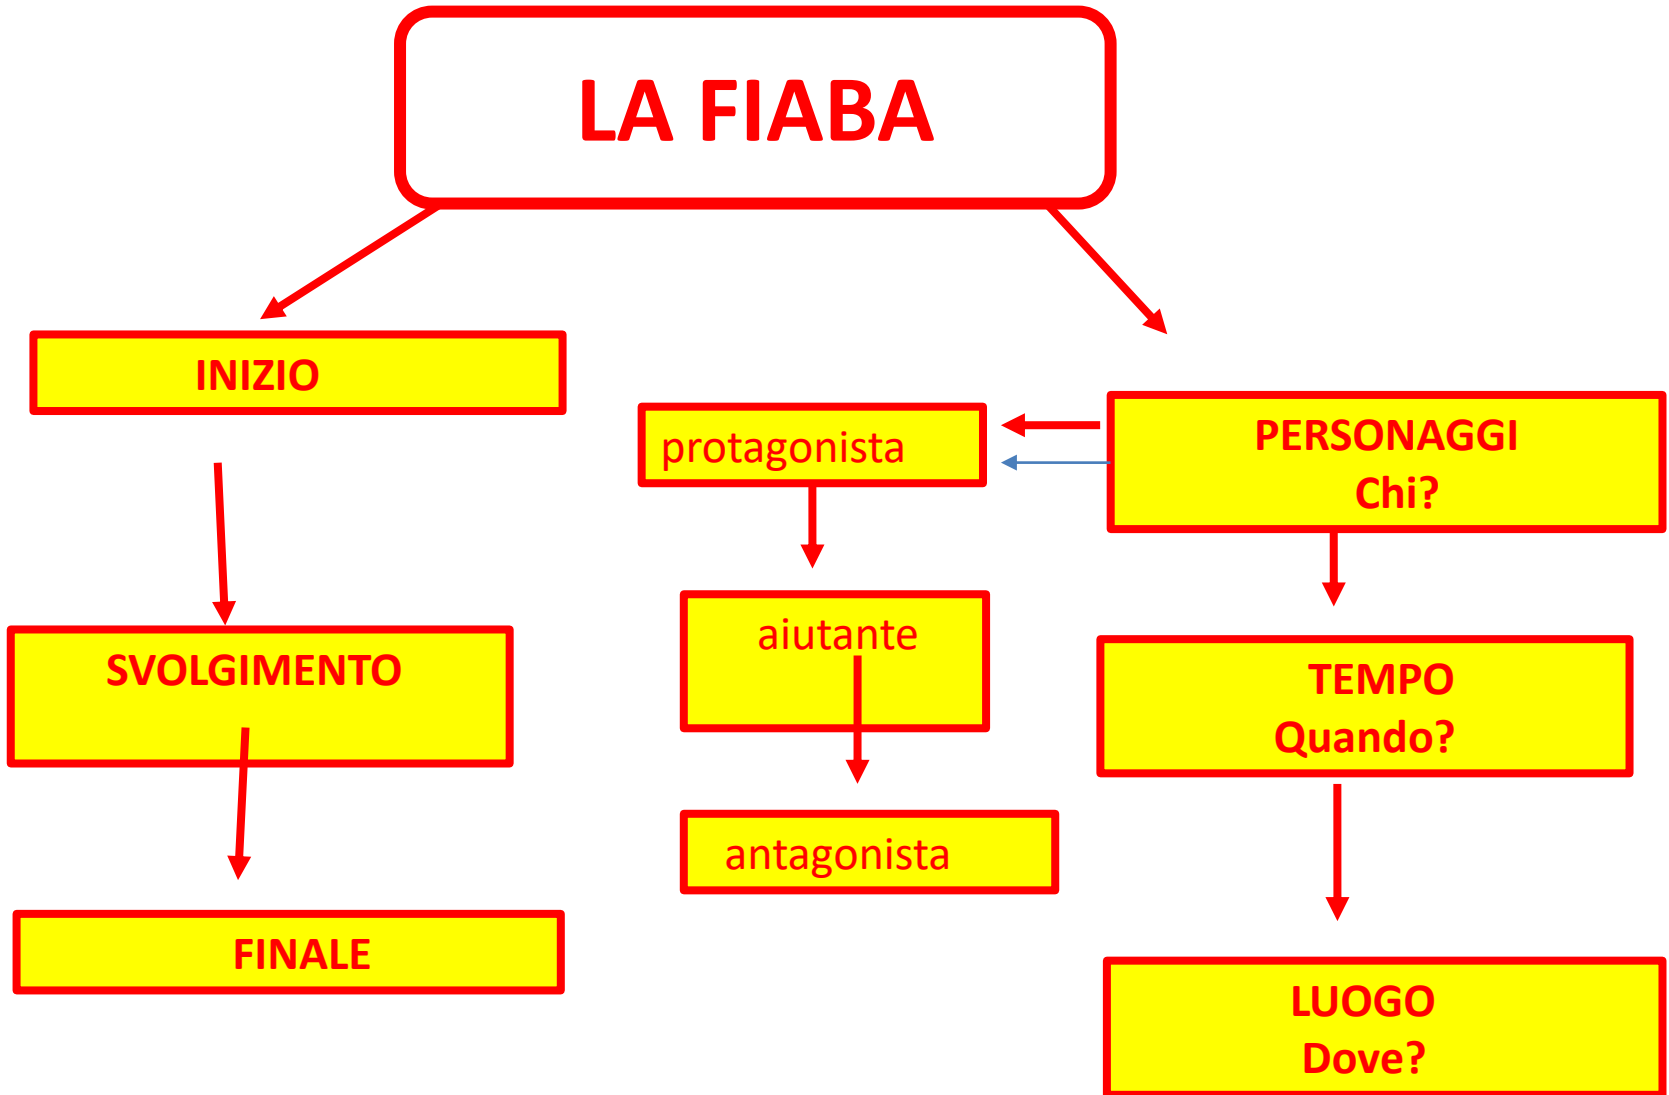 LA FIABA
INIZIO
SVOLGIMENTO
FINALE
protagonista
aiutante
antagonista
PERSONAGGI
Chi?
TEMPO
Quando?
LUOGO
Dove?